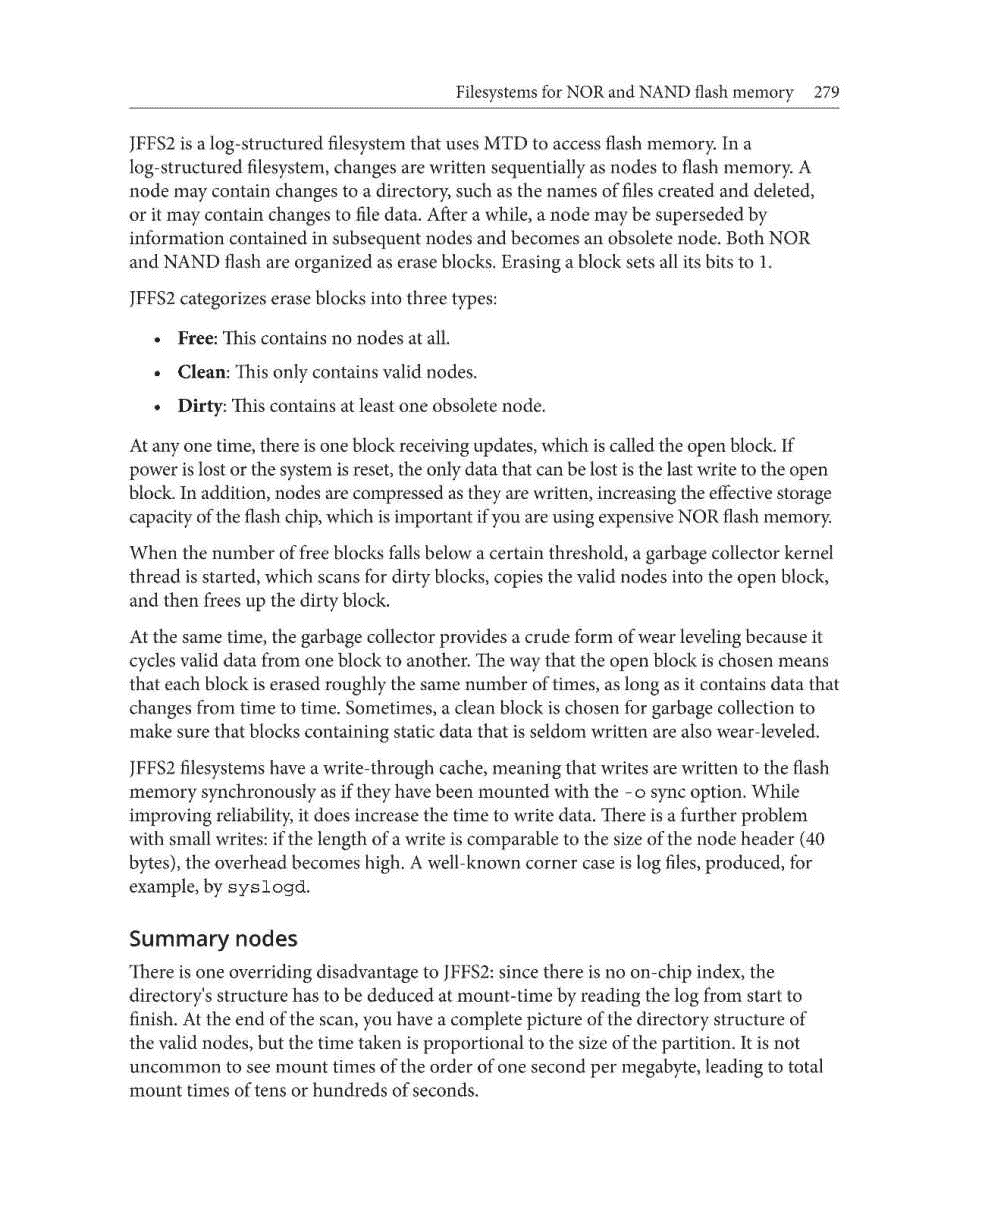 Filesystems for NOR and NAND flash memory 279
JFFS2 is a log-structured filesystem that uses MTD to access flash memory. In a
log-structured filesystem, changes are written sequentially as nodes to flash memory. A
node may contain changes to a directory, such as the names of files created and deleted,
or it may contain changes to file data. After a while, a node may be superseded by
information contained in subsequent nodes and becomes an obsolete node. Both NOR
and NAND flash are organized as erase blocks. Erasing a block sets all its bits to 1.
JFFS2 categorizes erase blocks into three types:
• Free: This contains no nodes at all.
• Clean: This only contains valid nodes.
• Dirty: This contains at least one obsolete node.
At any one time, there is one block receiving updates, which is called the open block. If
power is lost or the system is reset, the only data that can be lost is the last write to the open
block. In addition, nodes are compressed as they are written, increasing the effective storage
capacity of the flash chip, which is important if you are using expensive NOR flash memory.
When the number of free blocks falls below a certain threshold, a garbage collector kernel
thread is started, which scans for dirty blocks, copies the valid nodes into the open block,
and then frees up the dirty block.
At the same time, the garbage collector provides a crude form of wear leveling because it
cycles valid data from one block to another. The way that the open block is chosen means
that each block is erased roughly the same number of times, as long as it contains data that
changes from time to time. Sometimes, a clean block is chosen for garbage collection to
make sure that blocks containing static data that is seldom written are also wear-leveled.
JFFS2 filesystems have a write-through cache, meaning that writes are written to the flash
memory synchronously as if they have been mounted with the -o sync option. While
improving reliability, it does increase the time to write data. There is a further problem
with small writes: if the length of a write is comparable to the size of the node header (40
bytes), the overhead becomes high. A well-known corner case is log files, produced, for
example, by syslogd.
Summary nodes
There is one overriding disadvantage to JFFS2: since there is no on-chip index, the
directory's structure has to be deduced at mount-time by reading the log from start to
finish. At the end of the scan, you have a complete picture of the directory structure of
the valid nodes, but the time taken is proportional to the size of the partition. It is not
uncommon to see mount times of the order of one second per megabyte, leading to total
mount times of tens or hundreds of seconds.